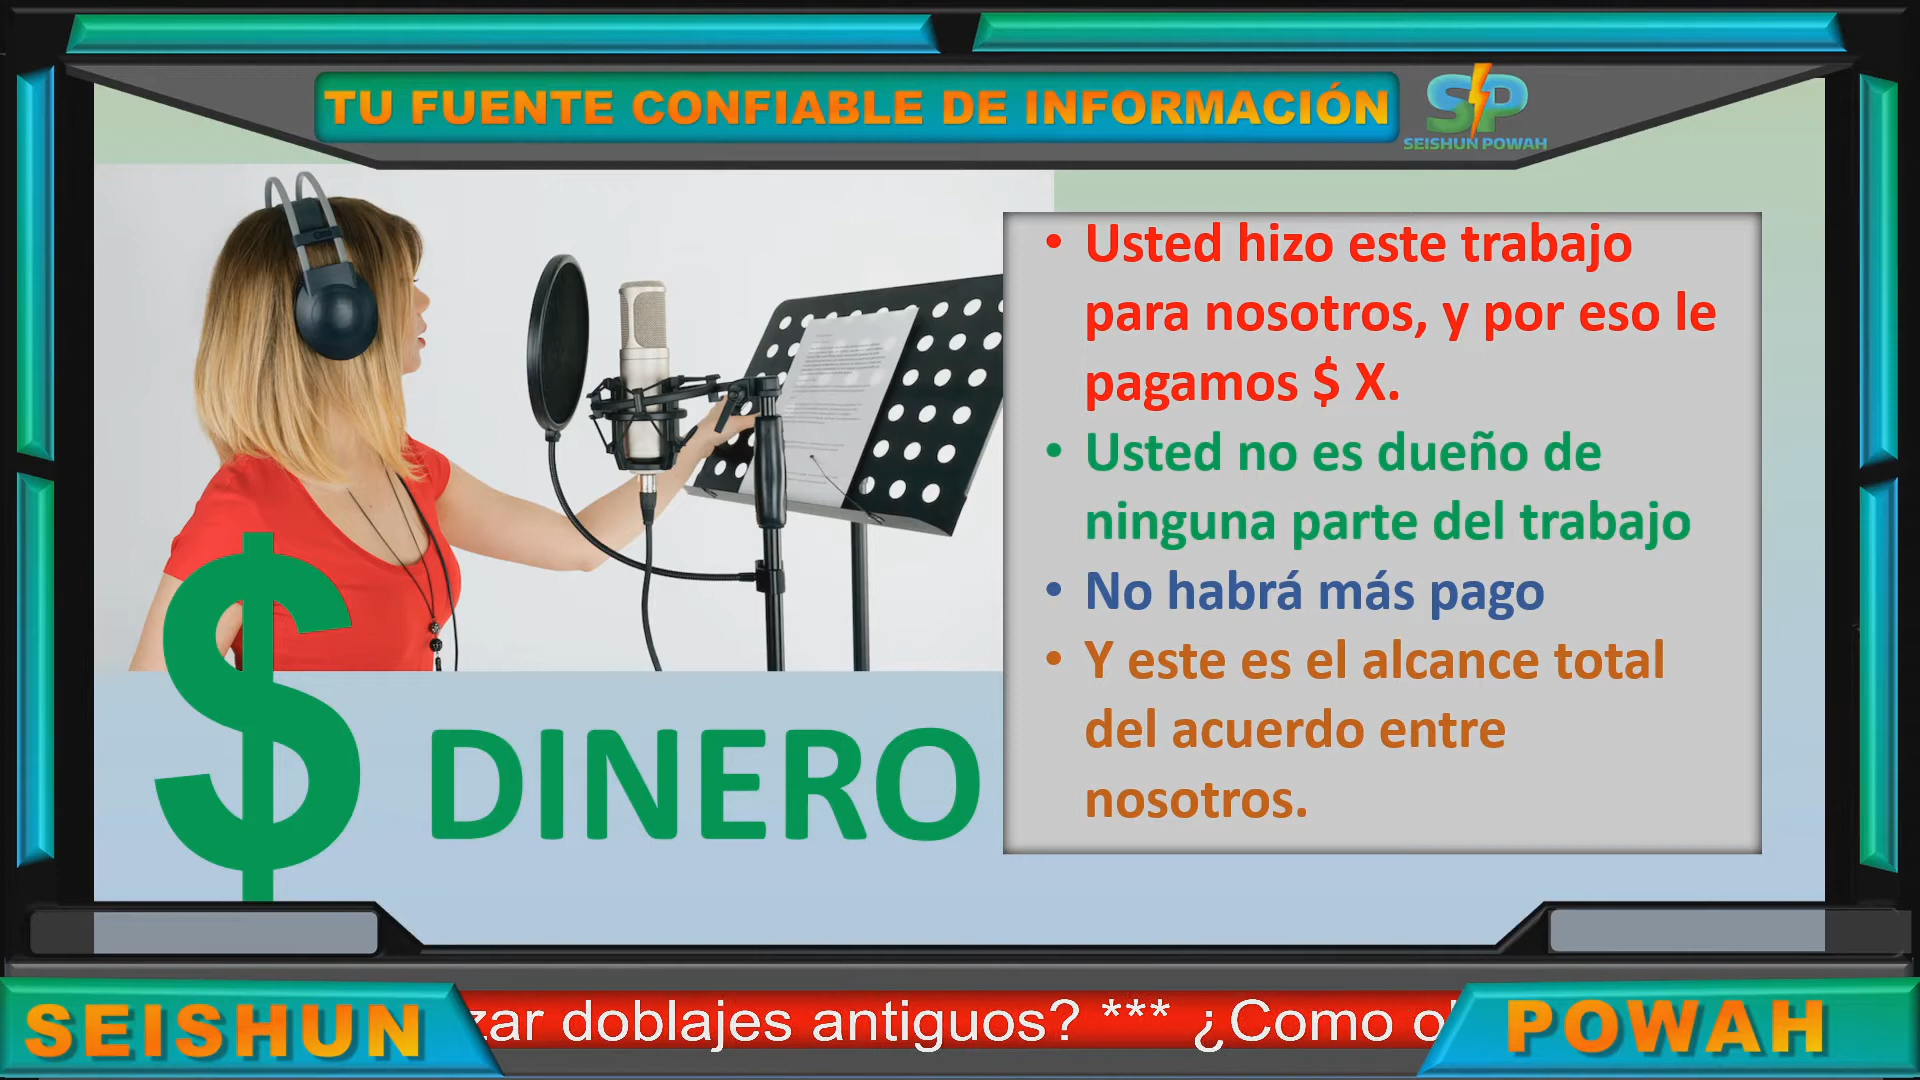 TU FUENTE CONFIABLE DE INFORMACIÓN
SP
SEISHUN POWAH
• Usted hizo este trabajo
para nosotros, y por eso le
pagamos $ X.
• Usted no es dueño de
ninguna parte del trabajo
• No habrá más pago
• Y este es el alcance total
del acuerdo entre
nosotros.
$ DINERO
SEISHUN
zar doblajes antiguos? *** ¿Como o
POWAH